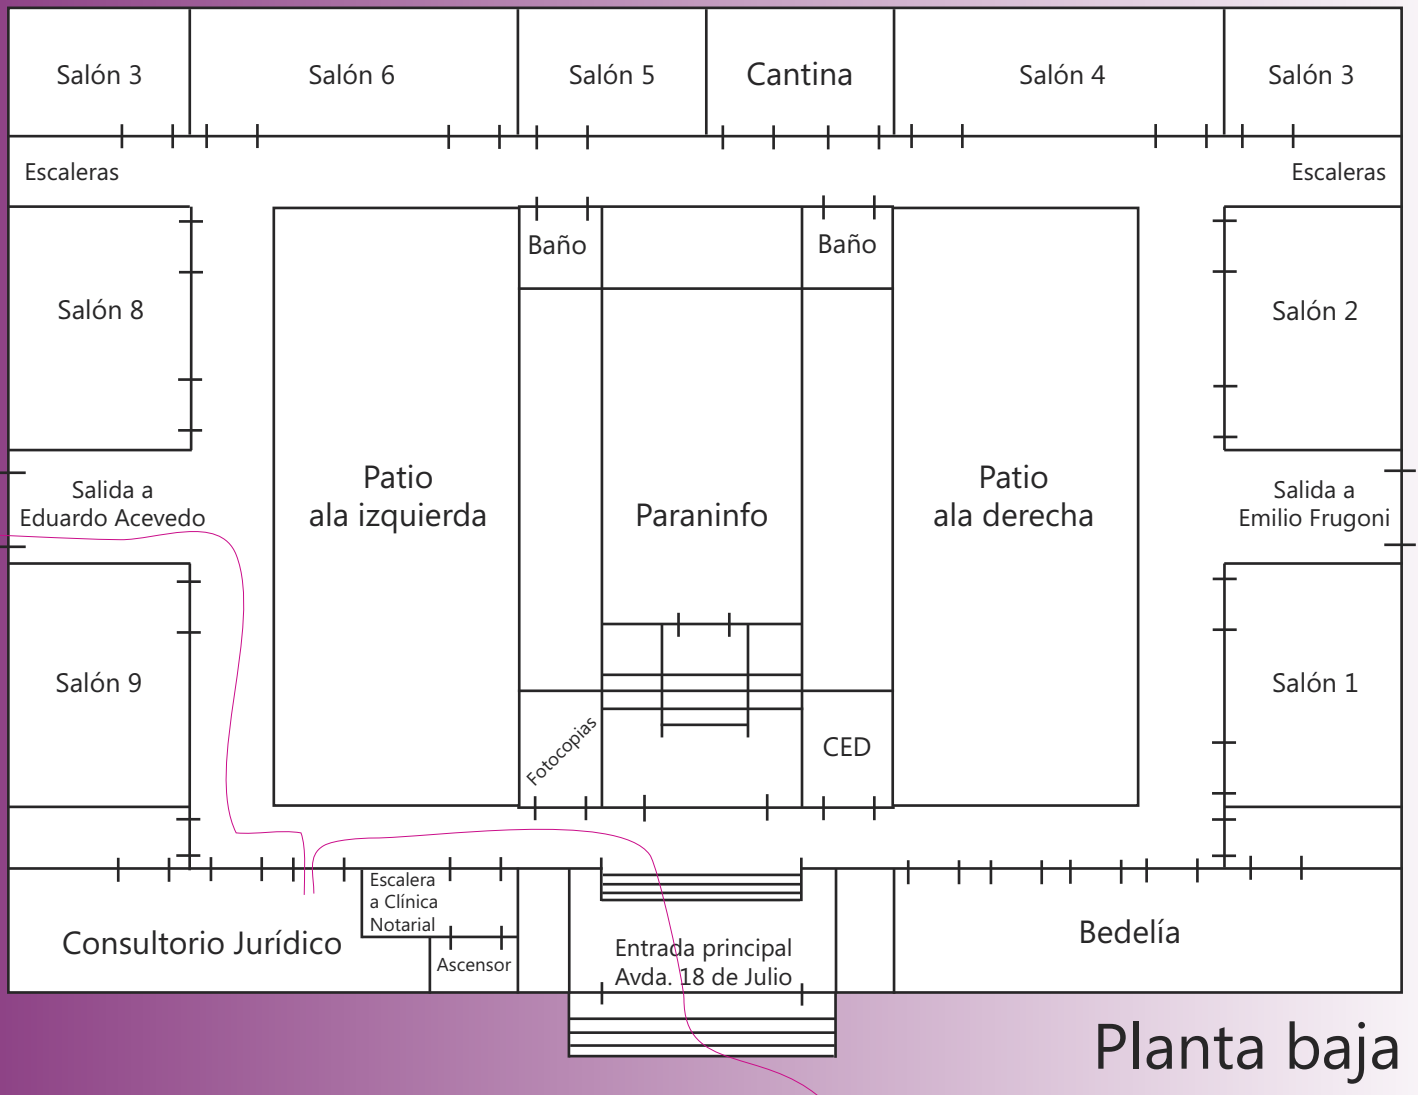 Salón 3
Salón 6
Salón 5
Cantina
Salón 4
Salón 3
Escaleras
Escaleras
Baño
Baño
Salón 8
Salón 2
Patio
ala izquierda
Paraninfo
Patio
ala derecha
Salida a
Eduardo Acevedo
Salida a
Emilio Frugoni
Salón 9
Salón 1
Fotocopias
CED
Escalera
a Clínica
Notarial
Consultorio Jurídico
Ascensor
Entrada principal
Avda. 18 de Julio
Bedelía
Planta baja